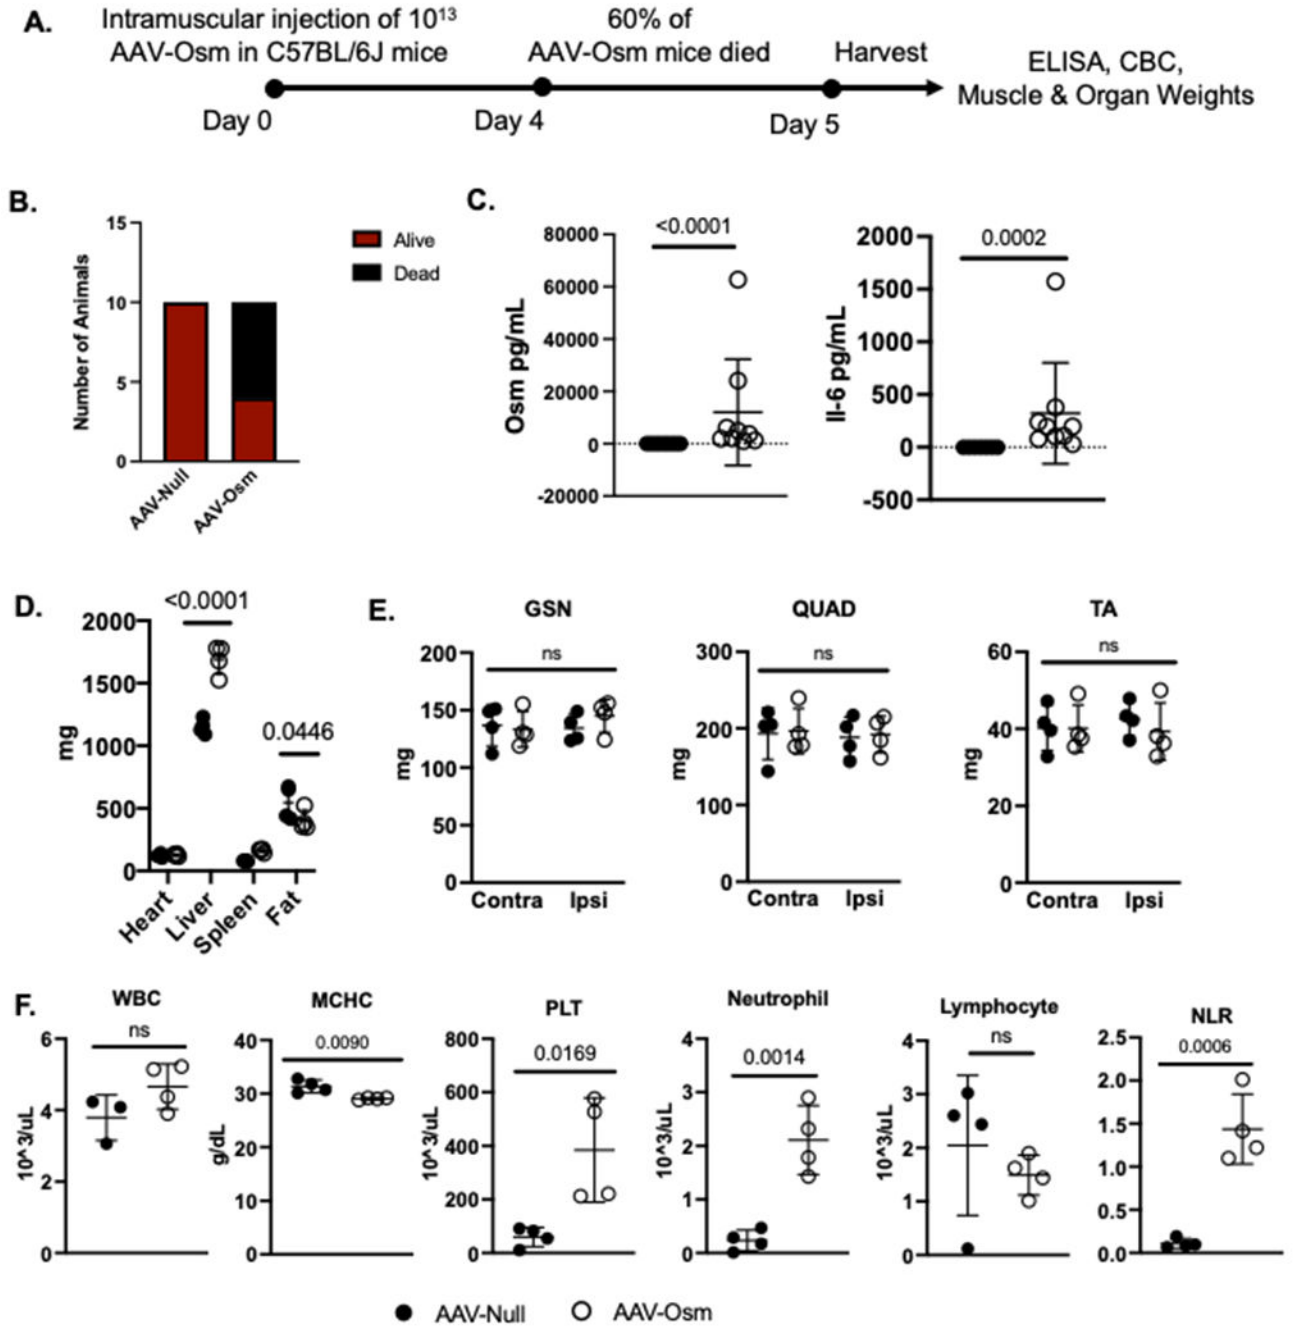 A.
Intramuscular injection of 10¹³
AAV-Osm in C57BL/6J mice
60% of
AAV-Osm mice died
Harvest
ELISA, CBC,
Muscle & Organ Weights
Day 0
Day 4
Day 5
B.
Number of Animals
15
10
5
0
AAV-Null
AAV-Osm
Alive
Dead
C.
Osm pg/mL
<0.0001
80000
60000
40000
20000
0
-20000
Il-6 pg/mL
0.0002
2000
1500
1000
500
0
-500
D.
<0.0001
0.0446
mg
2000
1500
1000
500
0
Heart
Liver
Spleen
Fat
E.
GSN
ns
mg
200
150
100
50
0
Contra Ipsi
QUAD
ns
mg
300
200
100
0
Contra Ipsi
TA
ns
mg
60
40
20
0
Contra Ipsi
F.
WBC
ns
10^3/uL
6
4
2
0
MCHC
0.0090
g/dL
40
30
20
10
0
PLT
0.0169
10^3/uL
800
600
400
200
0
Neutrophil
0.0014
10^3/uL
4
3
2
1
0
Lymphocyte
ns
10^3/uL
4
3
2
1
0
NLR
0.0006
2.5
2.0
1.5
1.0
0.5
0.0
AAV-Null AAV-Osm